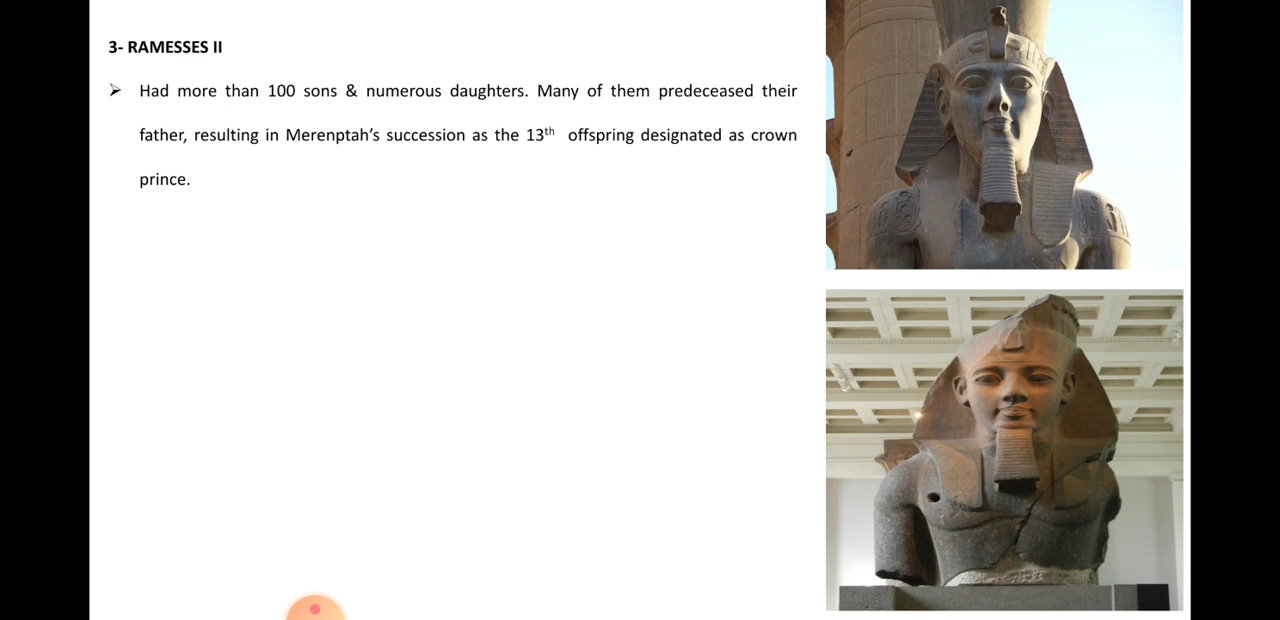 3- RAMESSES II
➢ Had more than 100 sons & numerous daughters. Many of them predeceased their
father, resulting in Merenptah’s succession as the 13th offspring designated as crown
prince.